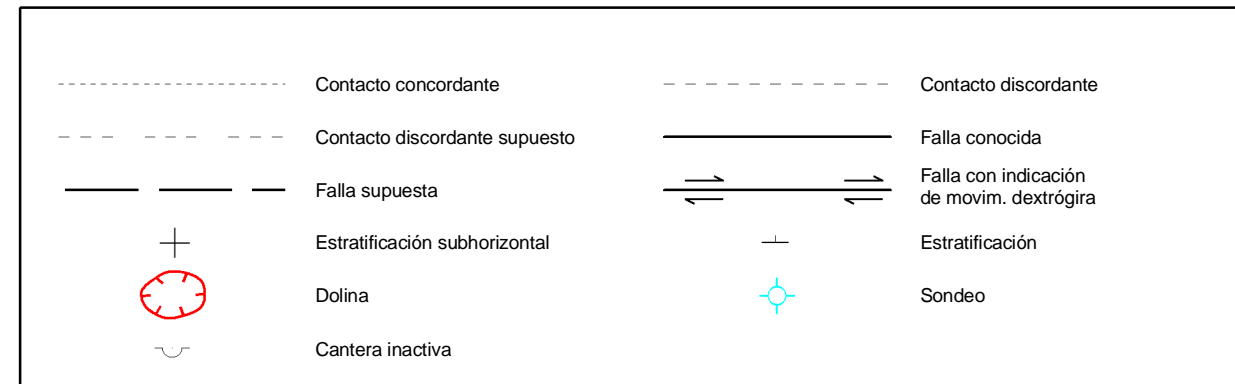 Contacto concordante
Contacto discordante
Contacto discordante supuesto
Falla conocida
Falla supuesta
Falla con indicación
de movim. dextrógira
Estratificación subhorizontal
Estratificación
Dolina
Sondeo
Cantera inactiva